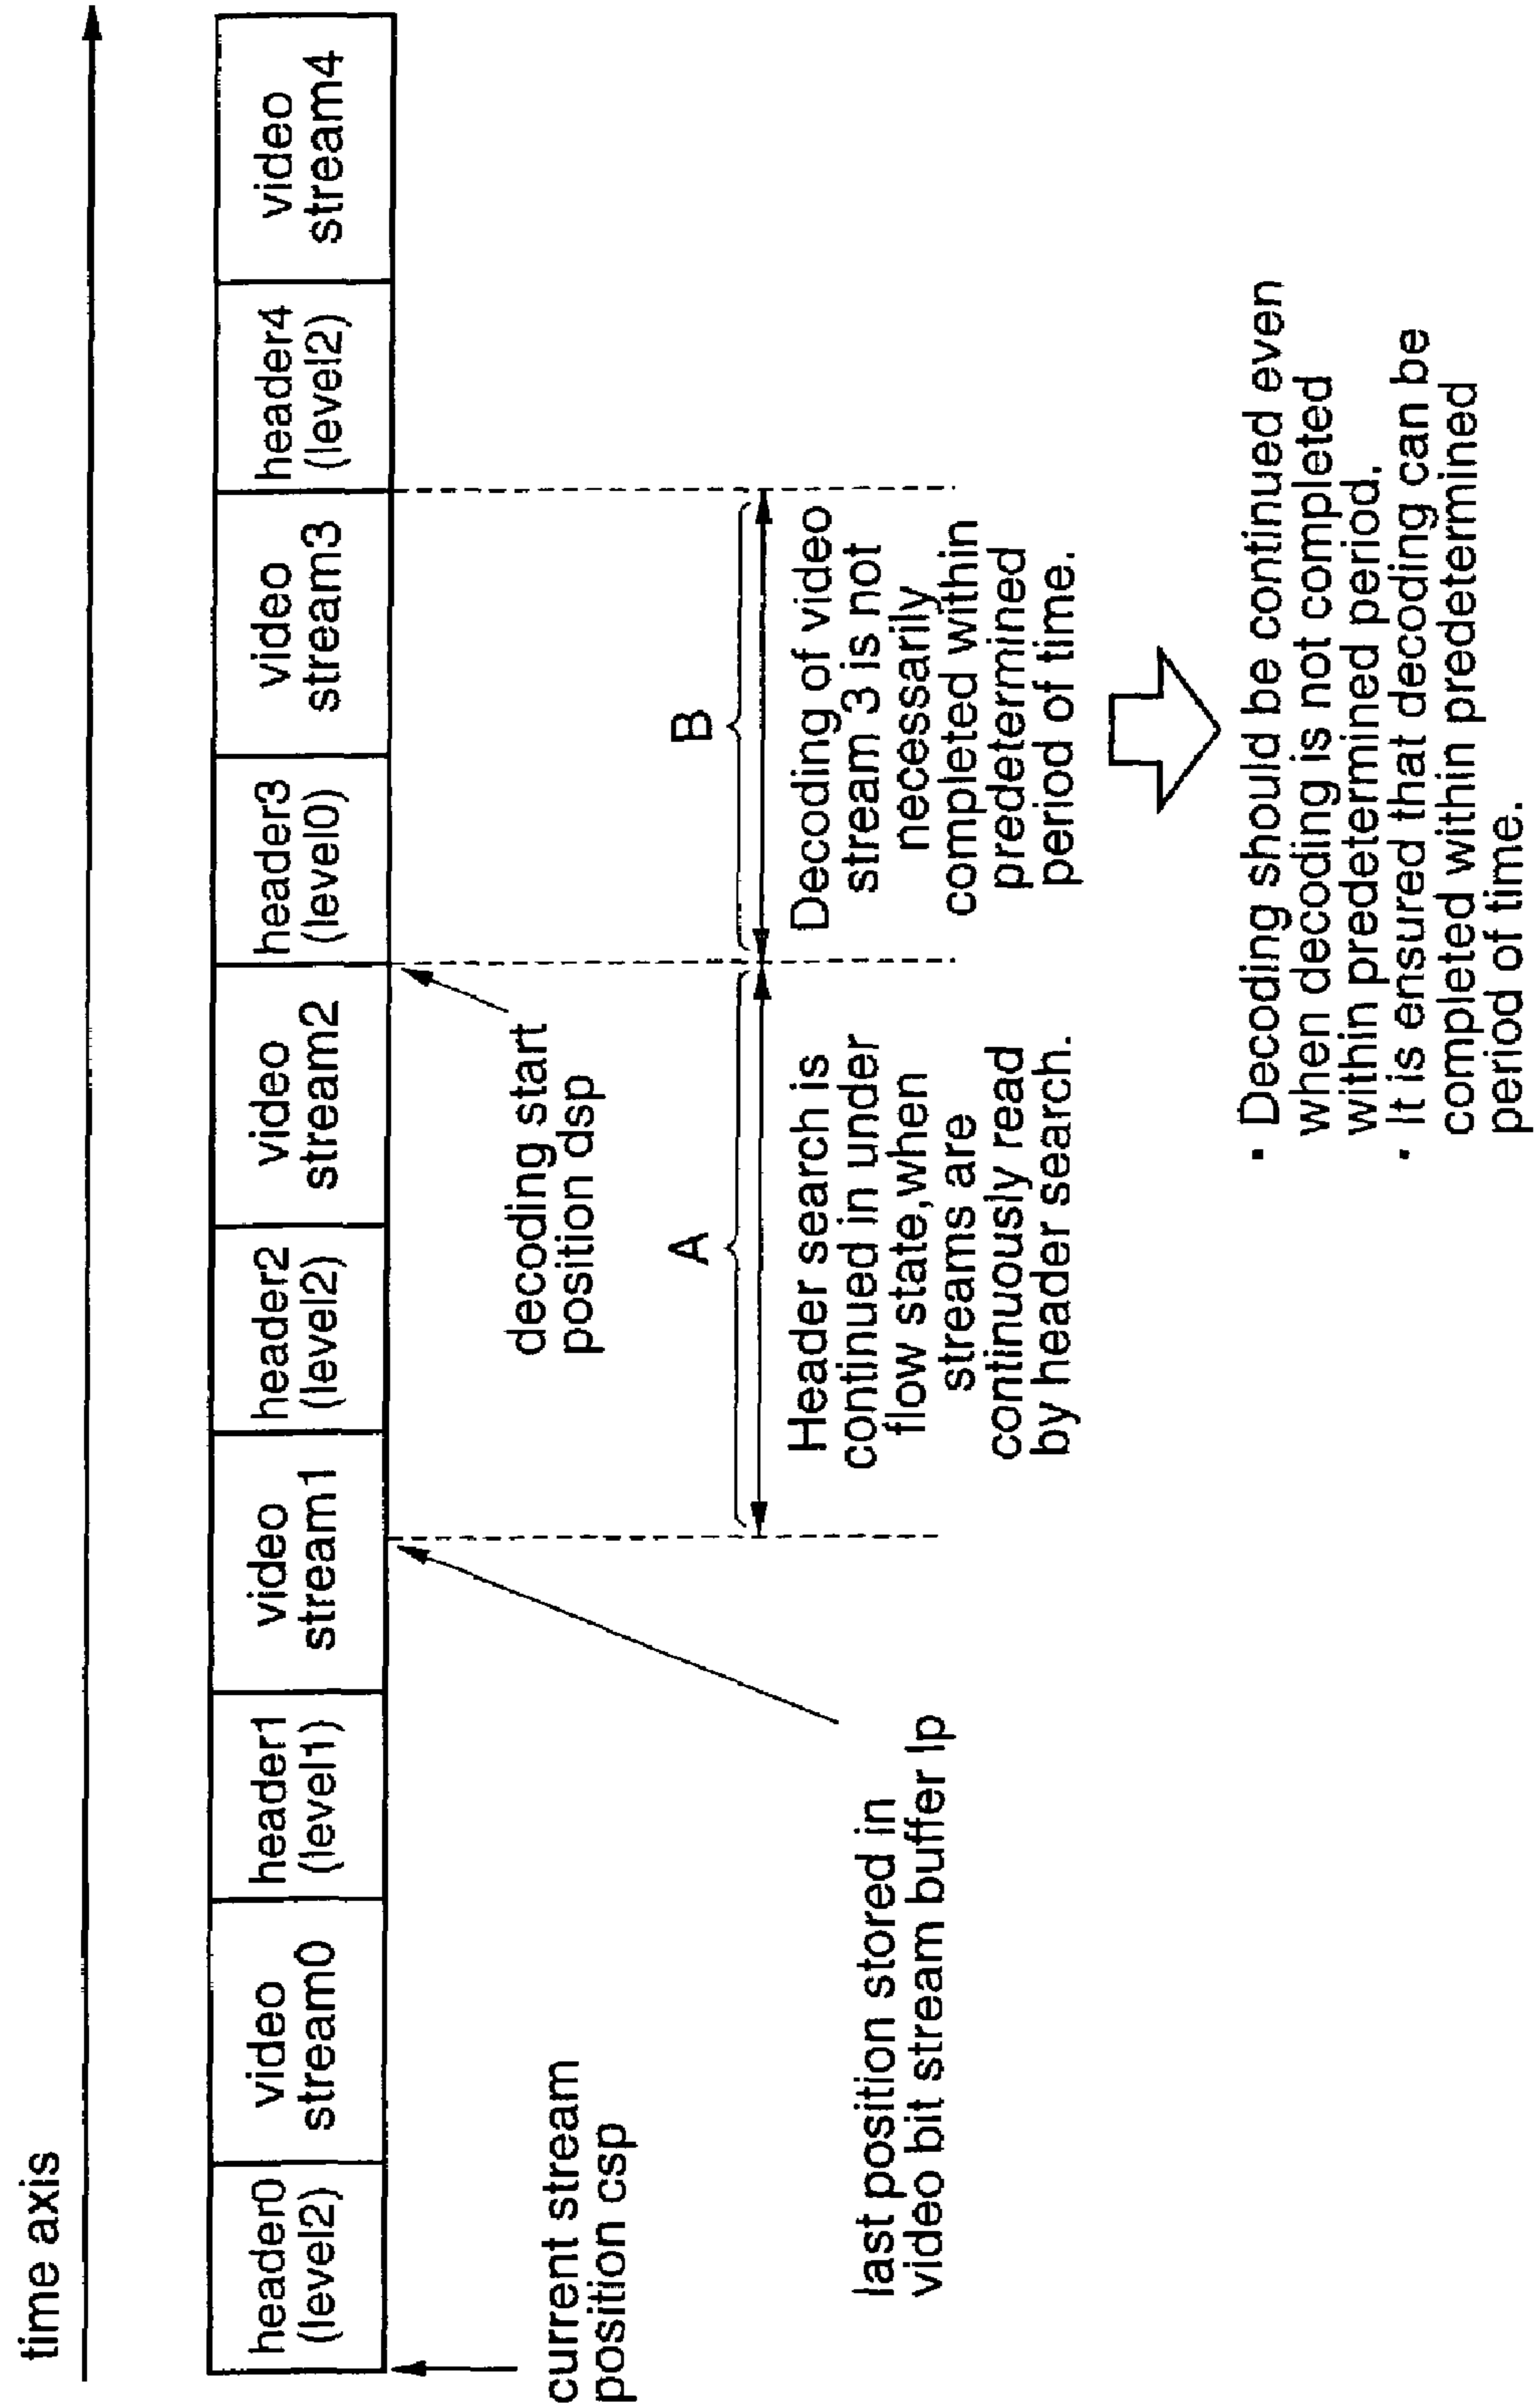 time axis
header0
(level2)
video
stream0
header1
(level1)
video
stream1
header2
(level2)
video
stream2
header3
(level0)
video
stream3
header4
(level2)
video
stream4
current stream
position csp
last position stored in
video bit stream buffer lp
decoding start
position dsp
A
Header search is
continued in under
flow state,when
streams are
continuously read
by header search.
B
Decoding of video
stream 3 is not
necessarily
completed within
predetermined
period of time.
· Decoding should be continued even
when decoding is not completed
within predetermined period.
· It is ensured that decoding can be
completed within predetermined
period of time.